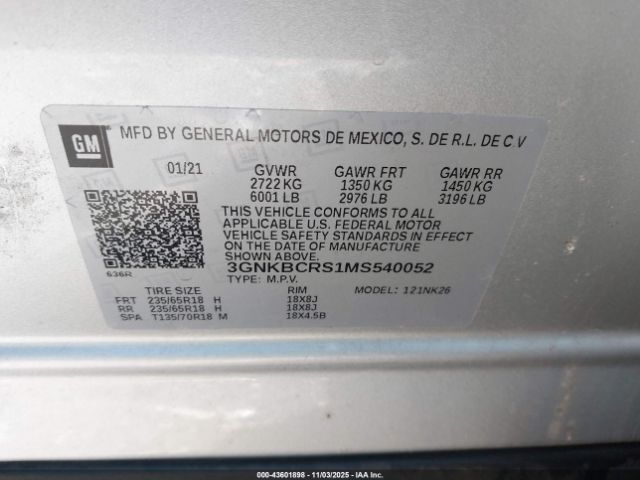 GM MFD BY GENERAL MOTORS DE MEXICO, S. DE R.L. DE C V
01/21 GVWR GAWR FRT GAWR RR
2722 KG 1350 KG 1450 KG
6001 LB 2976 LB 3196 LB
THIS VEHICLE CONFORMS TO ALL
APPLICABLE U.S. FEDERAL MOTOR
VEHICLE SAFETY STANDARDS IN EFFECT
ON THE DATE OF MANUFACTURE SHOWN ABOVE.
636R 3GNKBCRS1MS540052
TYPE: M.P.V. MODEL: 121NK26
TIRE SIZE RIM
FRT 235/65R18 H 18X8J
RR 235/65R18 H 18X8J
SPA T135/70R18 M 18X4.5B
000-43601898 - 11/03/2025 - IAA Inc.